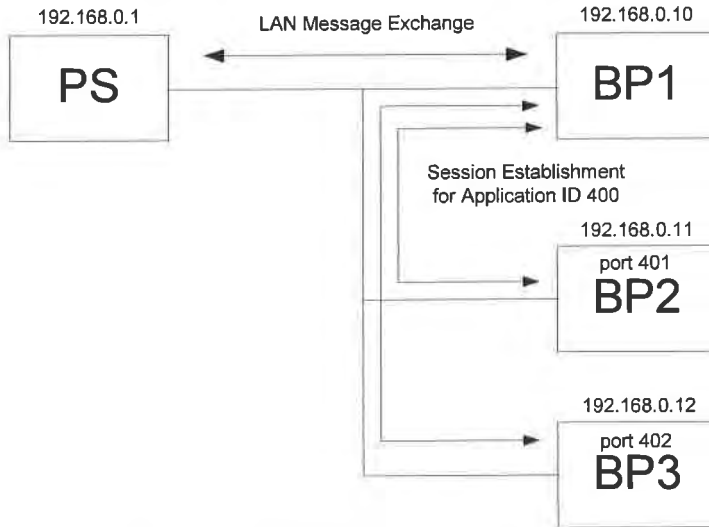 192.168.0.1
LAN Message Exchange
192.168.0.10
PS
BP1
Session Establishment
for Application ID 400
192.168.0.11
port 401
BP2
192.168.0.12
port 402
BP3